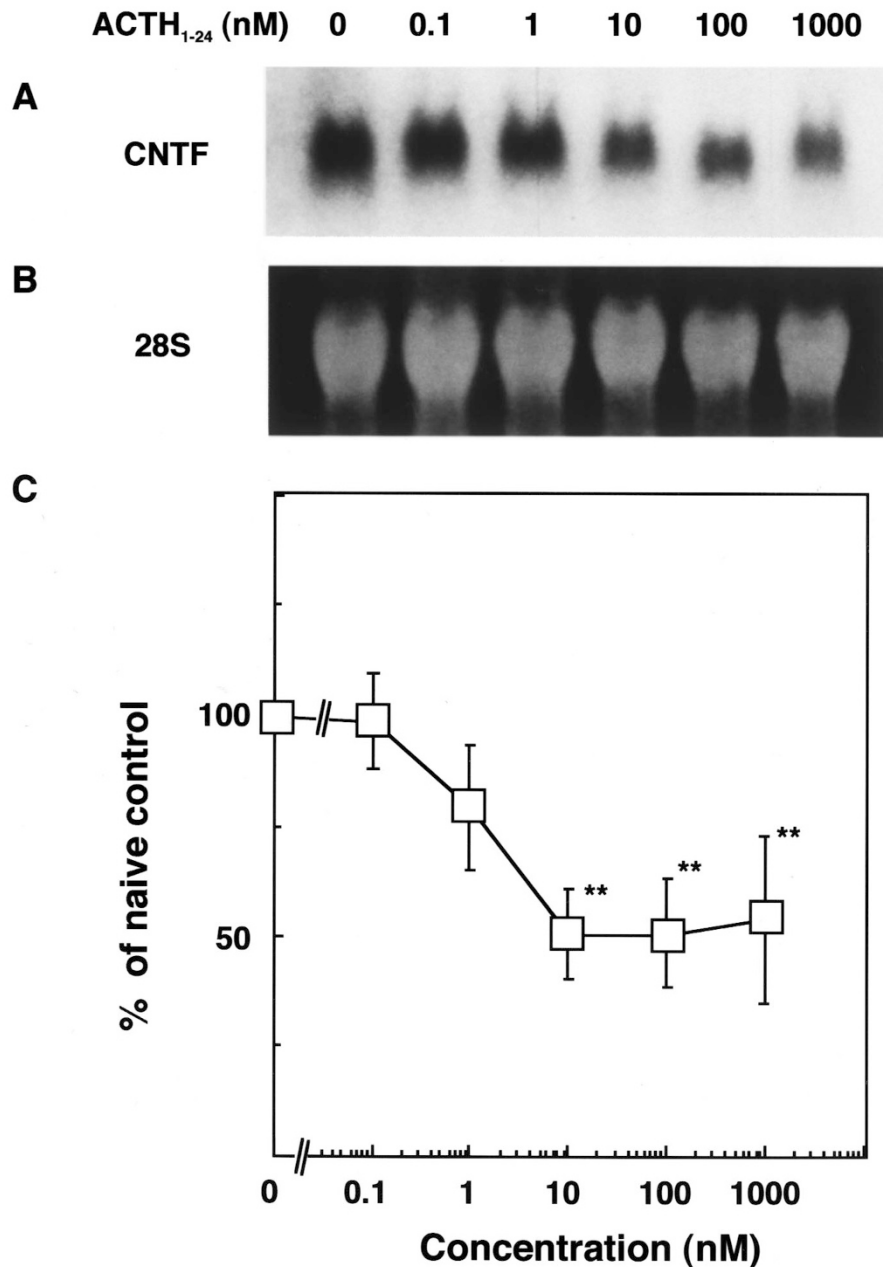 ACTH1-24 (nM) 0 0.1 1 10 100 1000
A
CNTF
B
28S
C
% of naive control
100
50
**
**
**
0 0.1 1 10 100 1000
Concentration (nM)